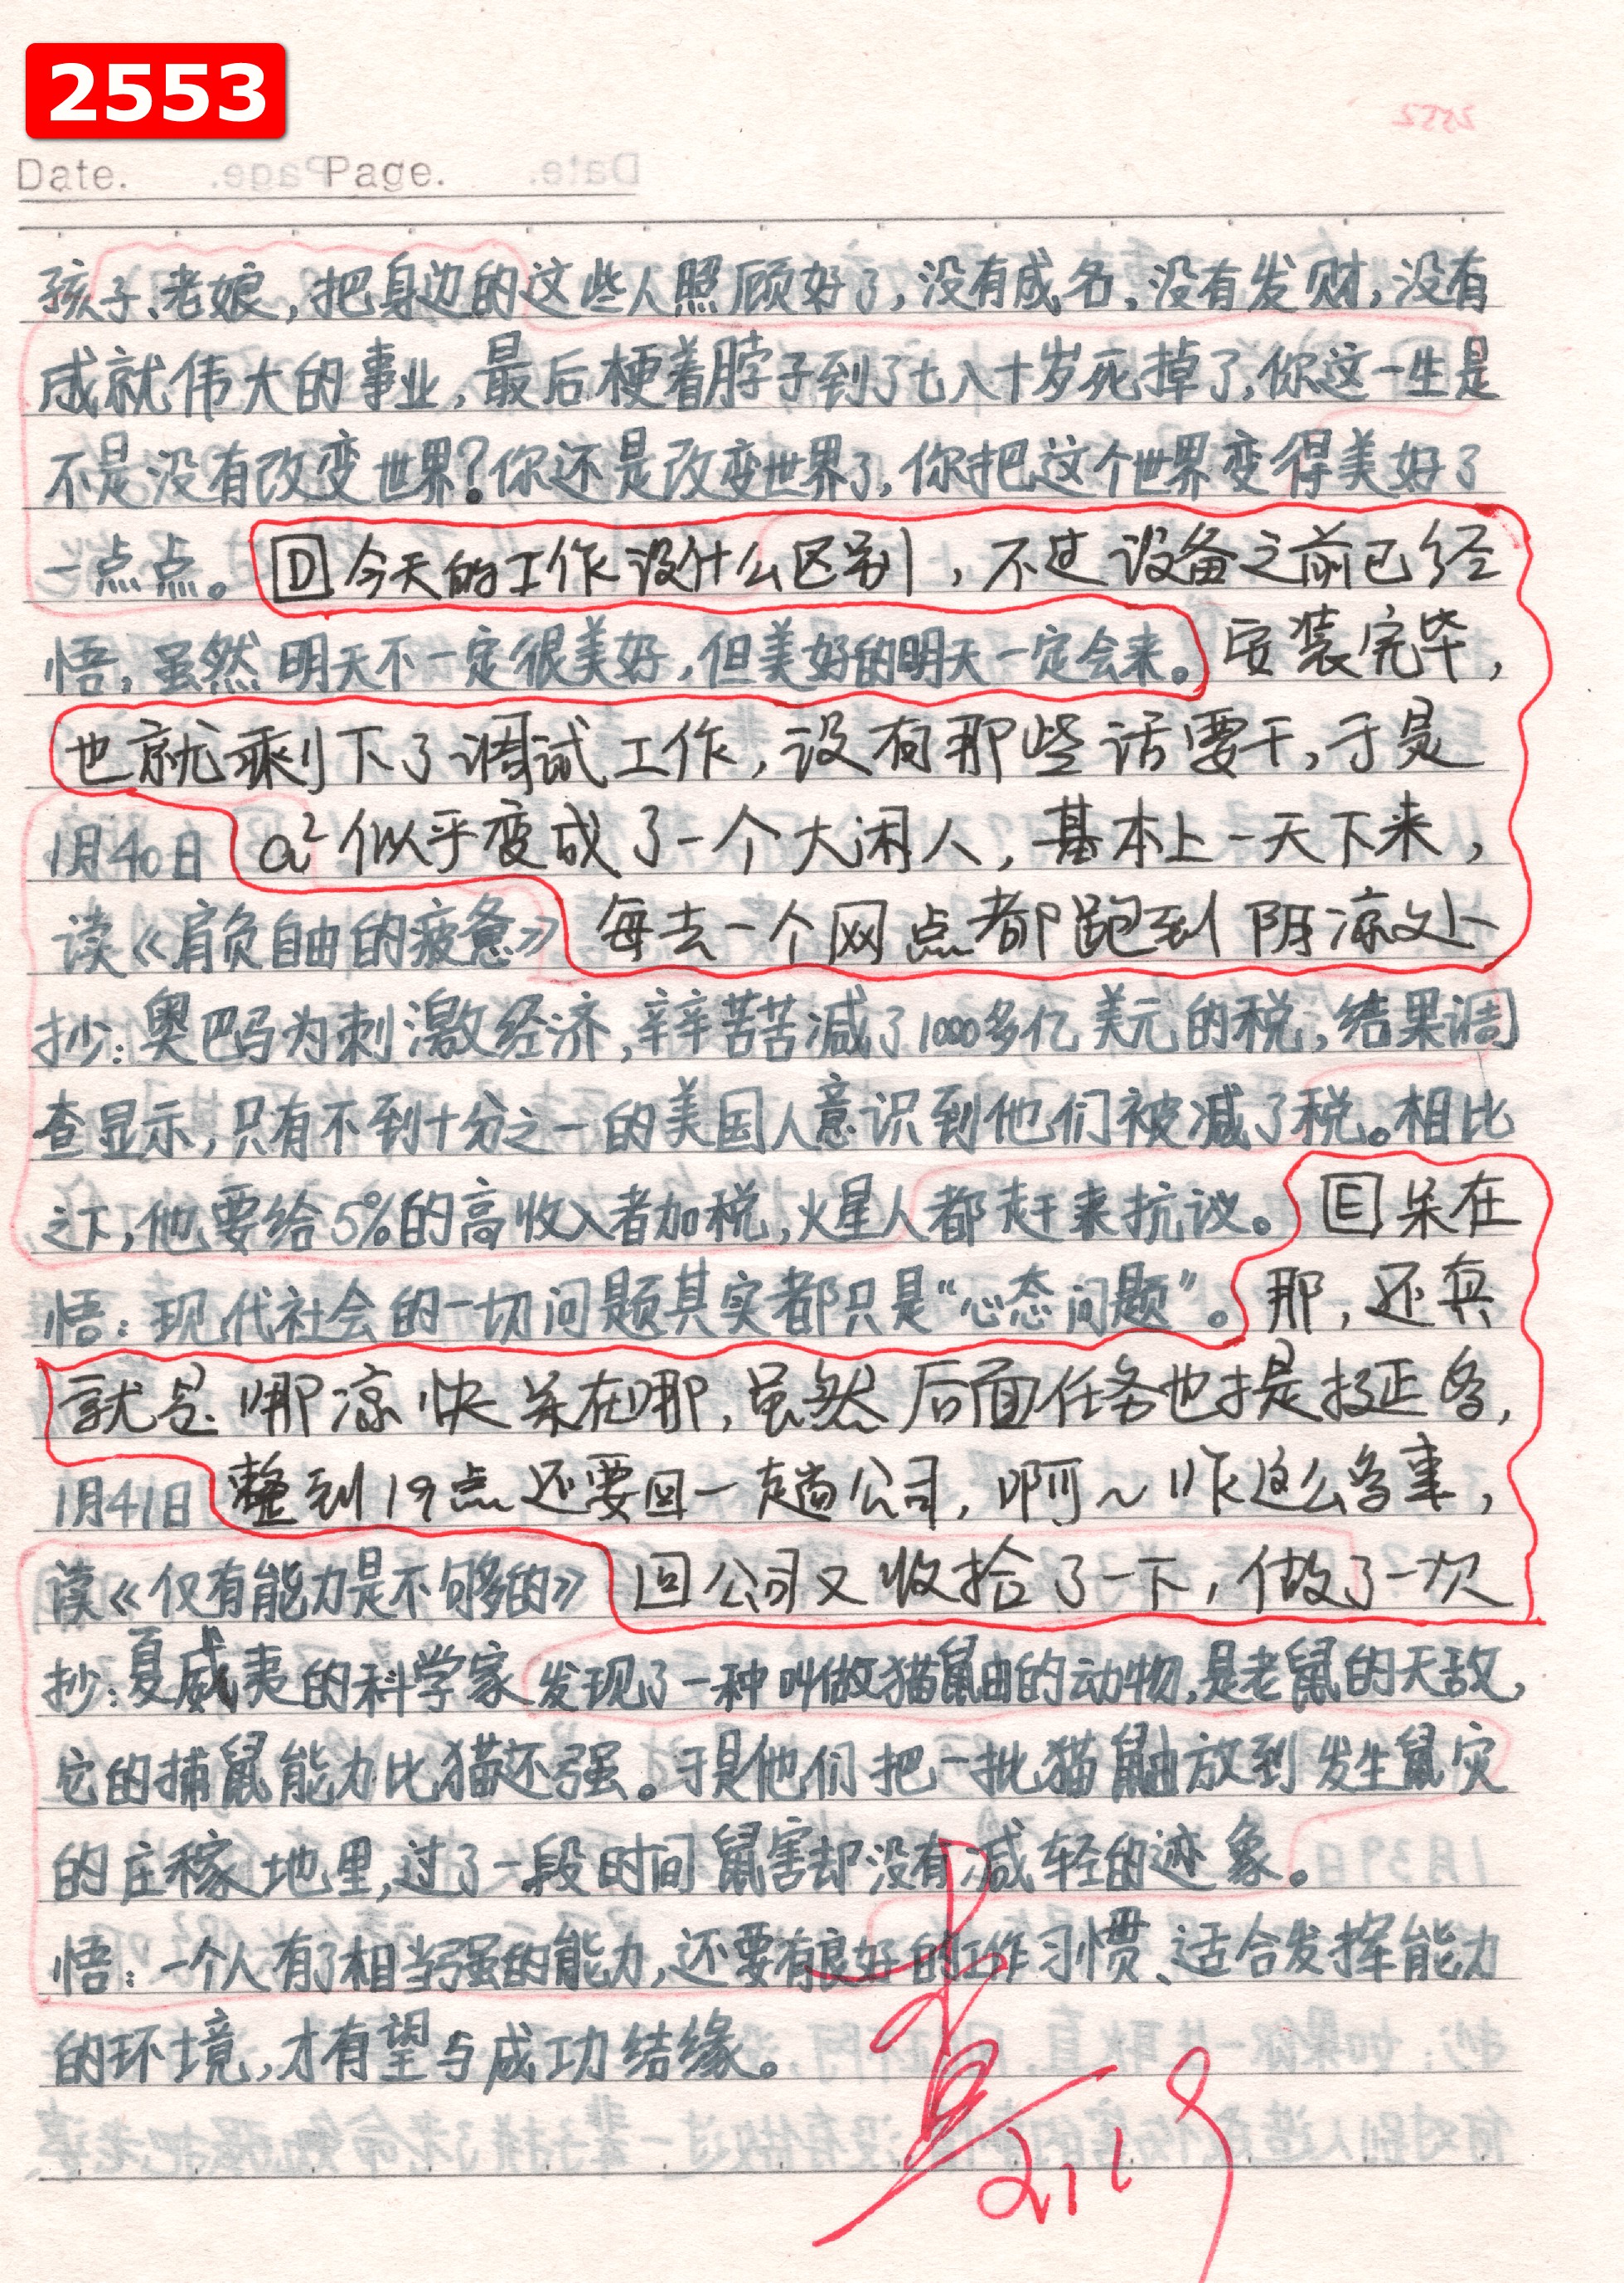 2553
Date. Page.
孩子、老娘，把身边的这些人照顾好了，没有成名，没有发财，没有
成就伟大的事业，最后梗着脖子到了七八十岁死掉了，你这一生是
不是没有改变世界？你还是改变世界了，你把这个世界变得美好了
一点点。 D 今天的工作没什么区别，不过设备之前已经
悟，虽然明天不一定很美好，但美好的明天一定会来。 安装完毕，
也就剩下了调试工作，没有那些活要干，于是
1月40日 a² 似乎变成了一个大闲人，基本上一天下来，
读《肩负自由的疲惫》 每去一个网点都跑到阴凉处
抄：奥巴马为刺激经济，辛辛苦苦减了1000多亿美元的税，结果调
查显示，只有不到十分之一的美国人意识到他们被减了税。相比
之下，他要给5%的高收入者加税，火星人都赶来抗议。 E 呆在
悟：现代社会的一切问题其实都只是“心态问题”。 那，还真
就是哪凉快呆在哪，虽然后面任务也才是挺多，
1月41日 整到19点还要回一趟公司，啊～咋这么多事，
读《仅有能力是不够的》 回公司又收拾了一下，做了一次
抄：夏威夷的科学家发现了一种叫做猫鼬的动物，是老鼠的天敌，
它的捕鼠能力比猫还强。于是他们把一批猫鼬放到发生鼠灾
的庄稼地里，过了一段时间鼠害却没有减轻的迹象。
悟：一个人有了相当强的能力，还要有良好的工作习惯、适合发挥能力
的环境，才有望与成功结缘。